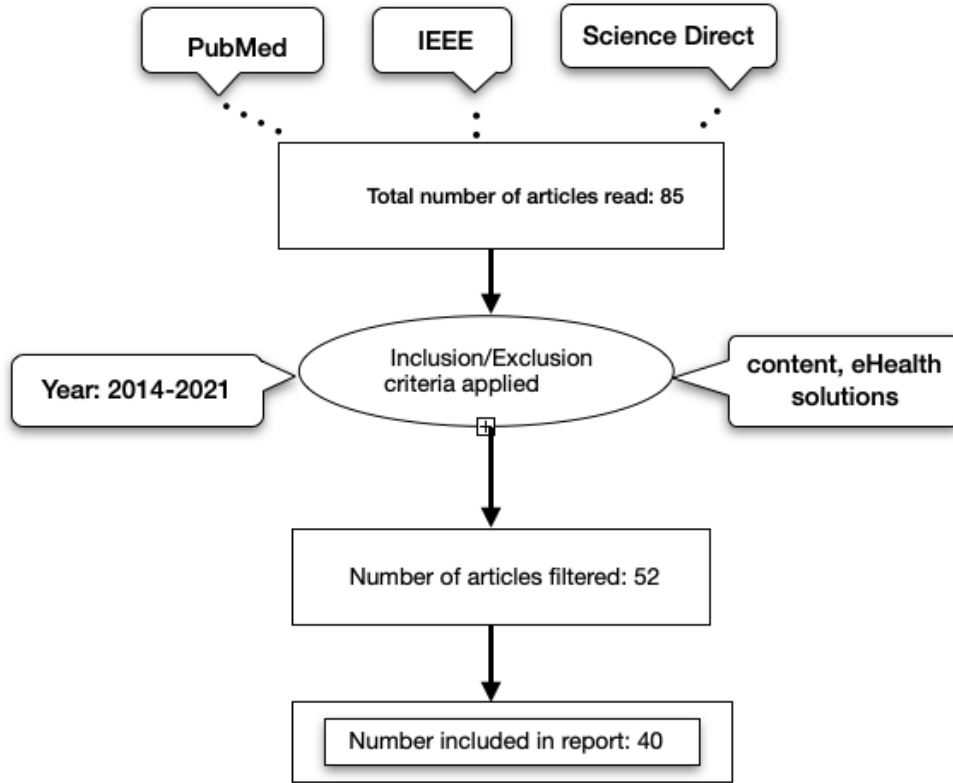 PubMed
IEEE
Science Direct
Total number of articles read: 85
Inclusion/Exclusion
criteria applied
Year: 2014-2021
content, eHealth
solutions
Number of articles filtered: 52
Number included in report: 40